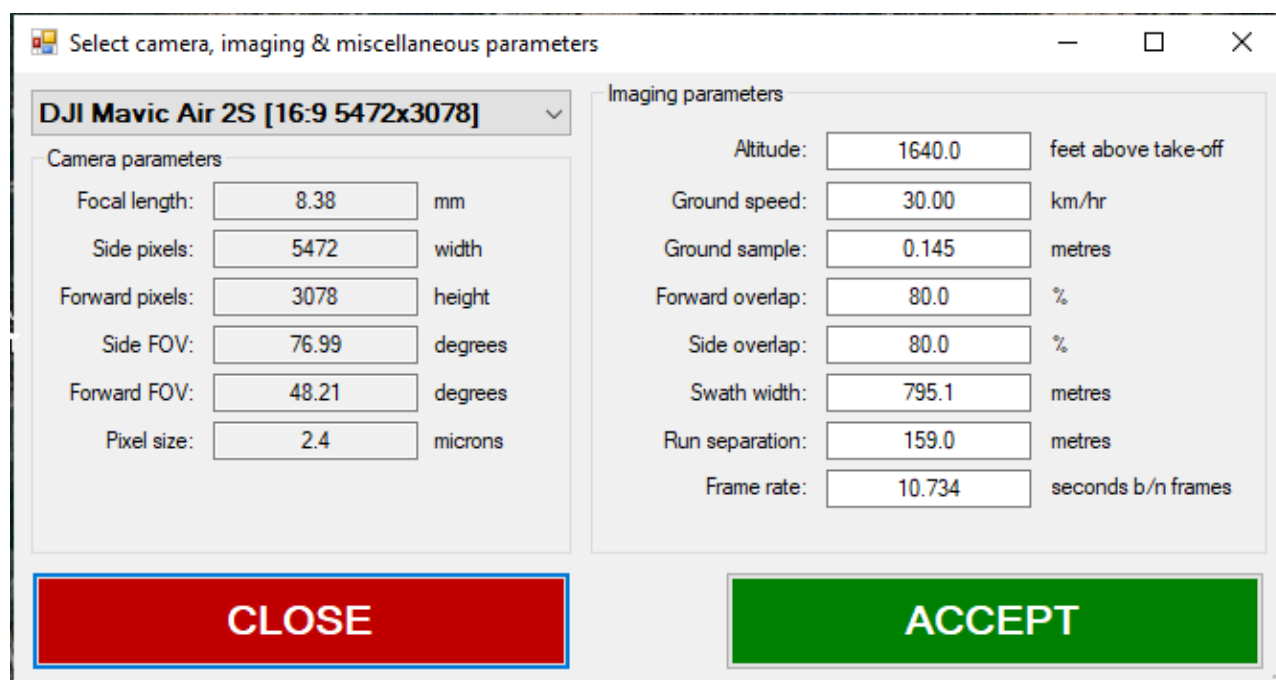 Select camera, imaging & miscellaneous parameters
DJI Mavic Air 2S [16:9 5472x3078]
Camera parameters
Focal length: 8.38 mm
Side pixels: 5472 width
Forward pixels: 3078 height
Side FOV: 76.99 degrees
Forward FOV: 48.21 degrees
Pixel size: 2.4 microns
Imaging parameters
Altitude: 1640.0 feet above take-off
Ground speed: 30.00 km/hr
Ground sample: 0.145 metres
Forward overlap: 80.0 %
Side overlap: 80.0 %
Swath width: 795.1 metres
Run separation: 159.0 metres
Frame rate: 10.734 seconds b/n frames
CLOSE
ACCEPT